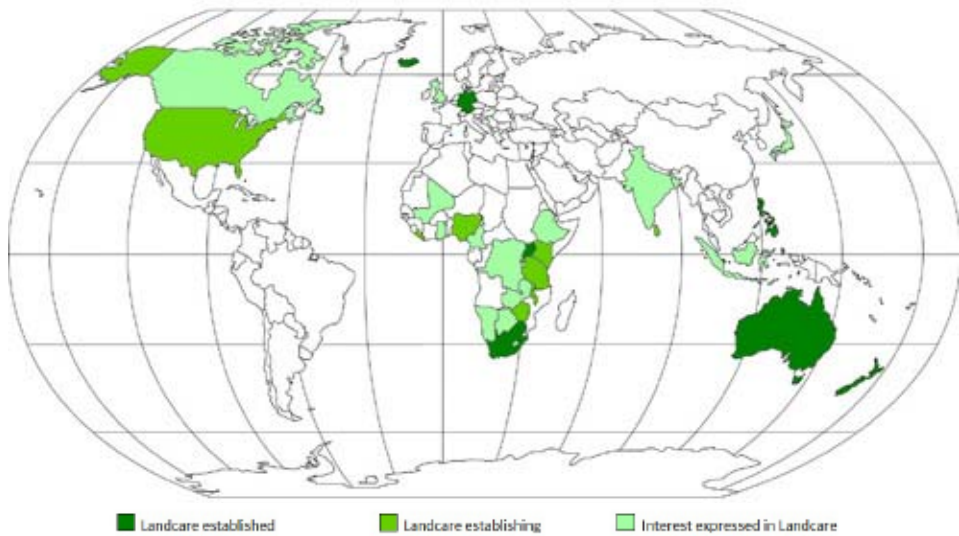 Landcare established
Landcare establishing
Interest expressed in Landcare